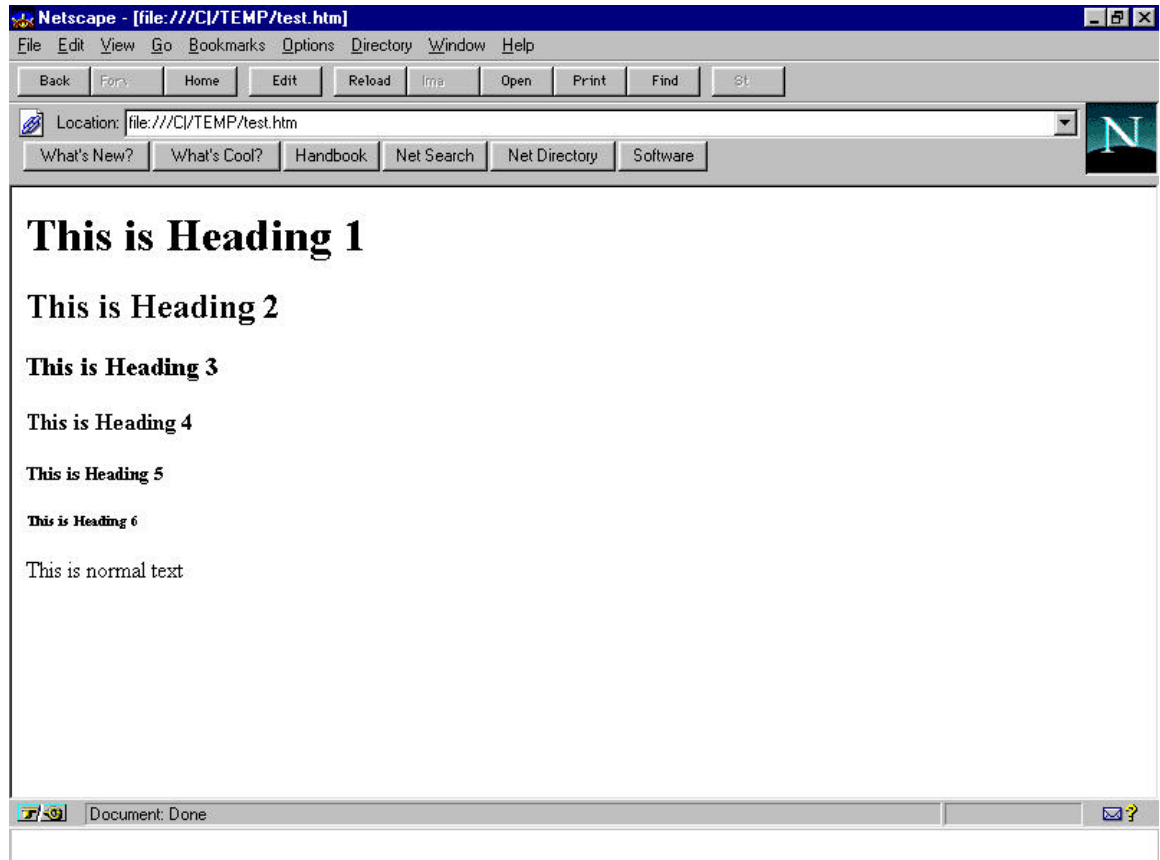 Netscape - [file:///C|/TEMP/test.htm]
File Edit View Go Bookmarks Options Directory Window Help
Back Forw Home Edit Reload Ima Open Print Find St
Location: file:///C|/TEMP/test.htm
N
What's New? What's Cool? Handbook Net Search Net Directory Software
This is Heading 1
This is Heading 2
This is Heading 3
This is Heading 4
This is Heading 5
This is Heading 6
This is normal text
Document: Done
?